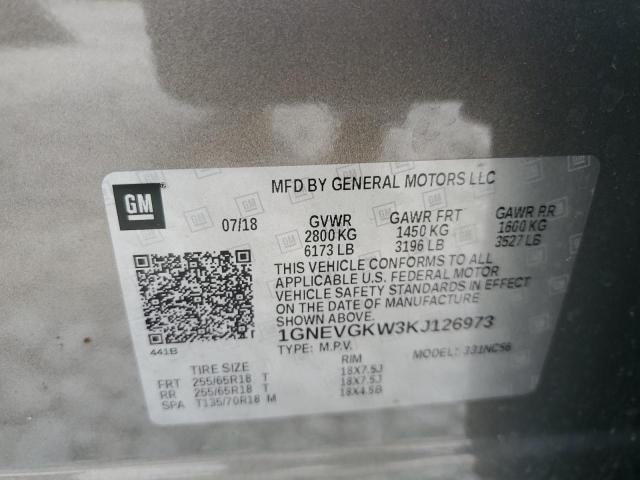 GM
MFD BY GENERAL MOTORS LLC
07/18 GVWR GAWR FRT GAWR RR
2800 KG 1450 KG 1600 KG
6173 LB 3196 LB 3527 LB
THIS VEHICLE CONFORMS TO ALL
APPLICABLE U.S. FEDERAL MOTOR
VEHICLE SAFETY STANDARDS IN EFFECT
ON THE DATE OF MANUFACTURE SHOWN ABOVE.
1GNEVGKW3KJ126973
441B TYPE: M.P.V. MODEL: 331NC56
TIRE SIZE RIM
FRT 255/65R18 T 18X7.5J
RR 255/65R18 T 18X7.5J
SPA T135/70R18 M 18X4.5B